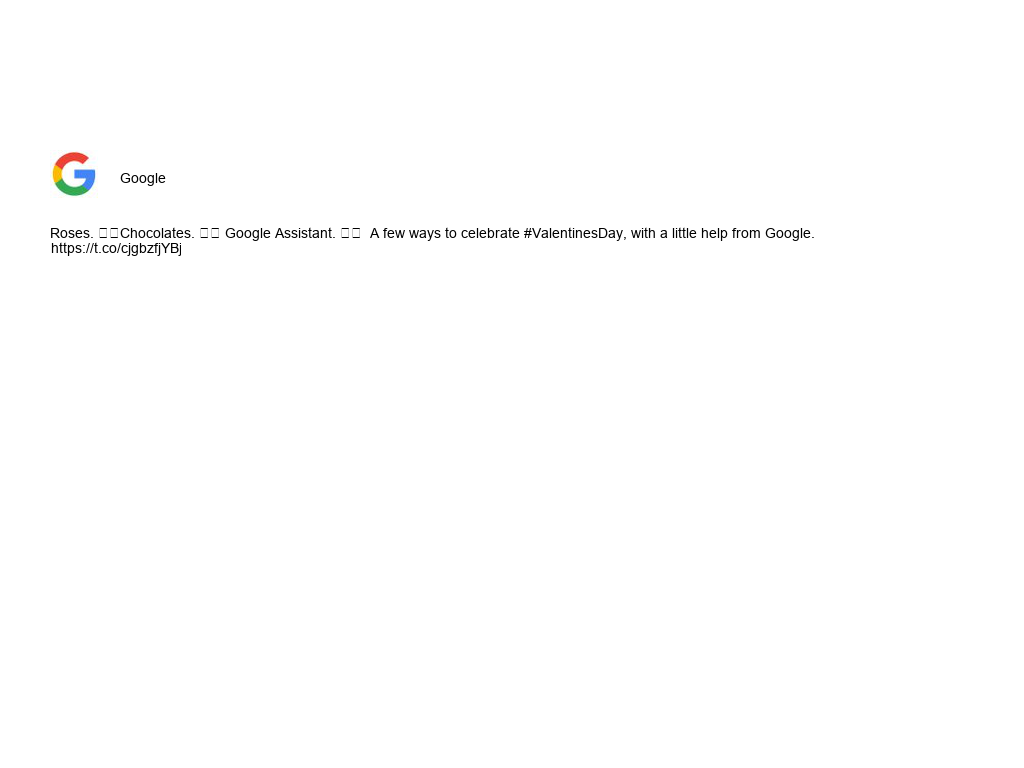 Google
Roses. □□Chocolates. □□ Google Assistant. □□  A few ways to celebrate #ValentinesDay, with a little help from Google.
https://t.co/cjgbzfjYBj